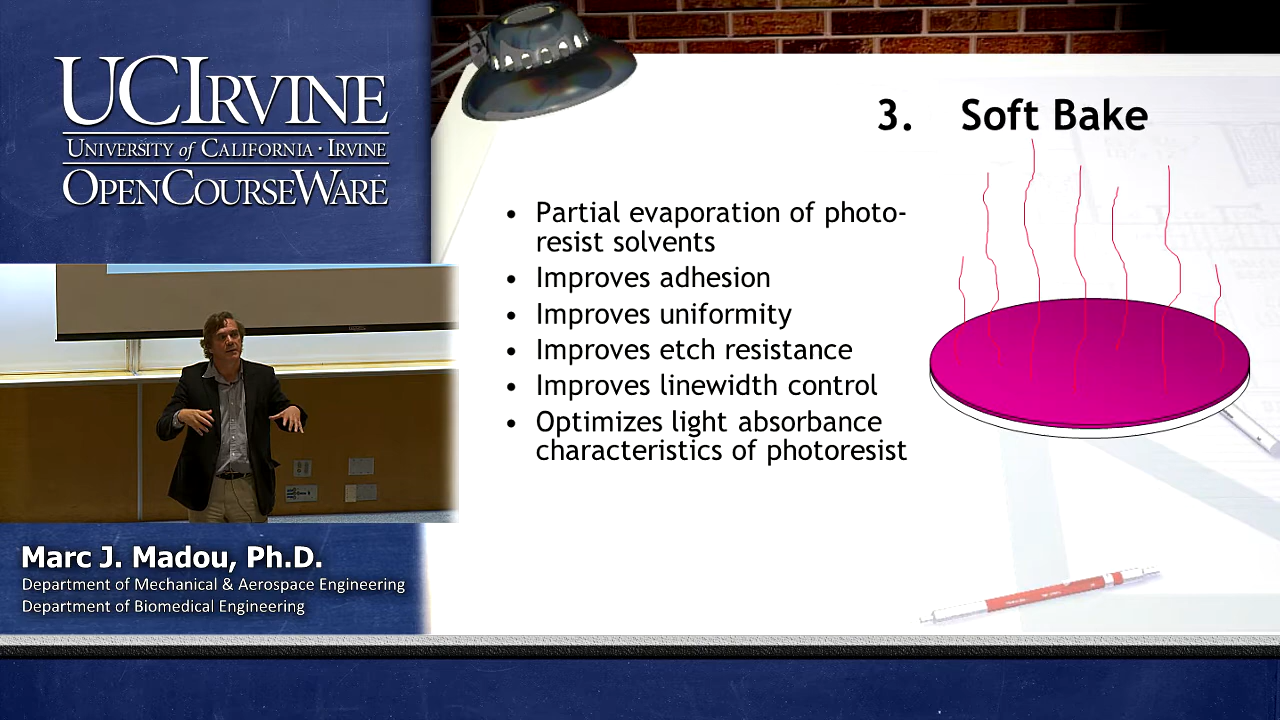 UCIRVINE
UNIVERSITY of CALIFORNIA · IRVINE
OPENCOURSEWARE
3. Soft Bake
• Partial evaporation of photo-
resist solvents
• Improves adhesion
• Improves uniformity
• Improves etch resistance
• Improves linewidth control
• Optimizes light absorbance
characteristics of photoresist
Marc J. Madou, Ph.D.
Department of Mechanical & Aerospace Engineering
Department of Biomedical Engineering